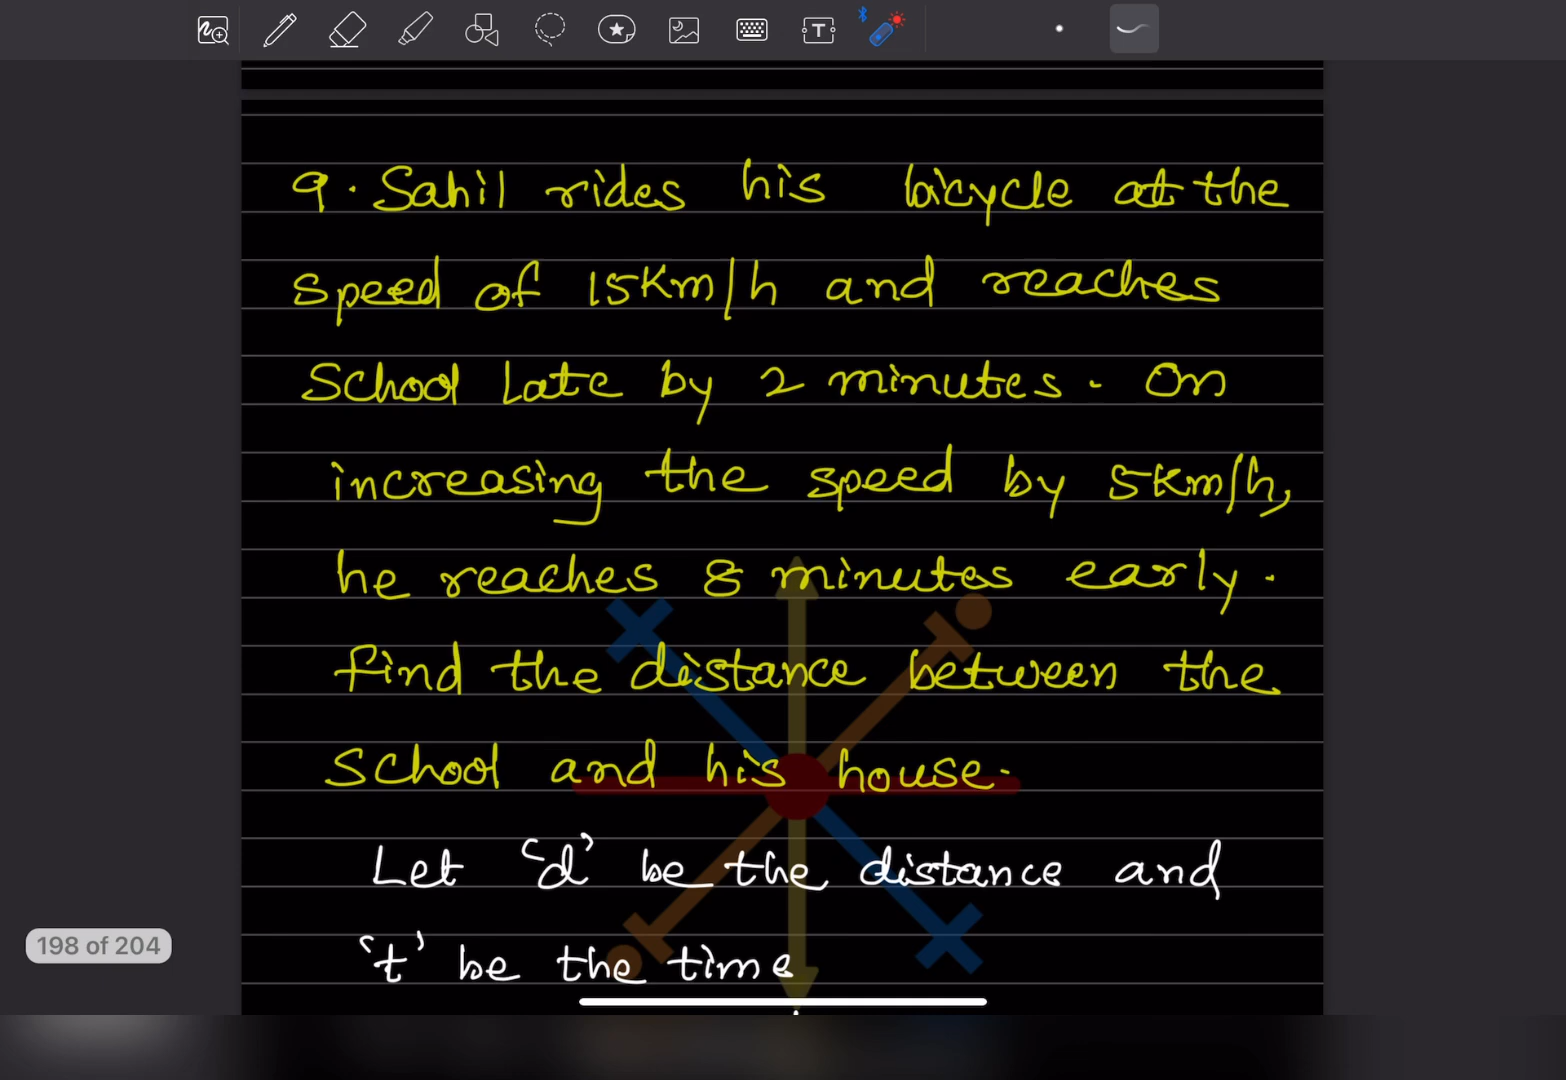 9. Sahil rides his bicycle at the
speed of 15Km/h and reaches
School Late by 2 minutes. On
increasing the speed by 5Km/h,
he reaches 8 minutes early.
find the distance between the
School and his house.
Let 'd' be the distance and
't' be the time
198 of 204